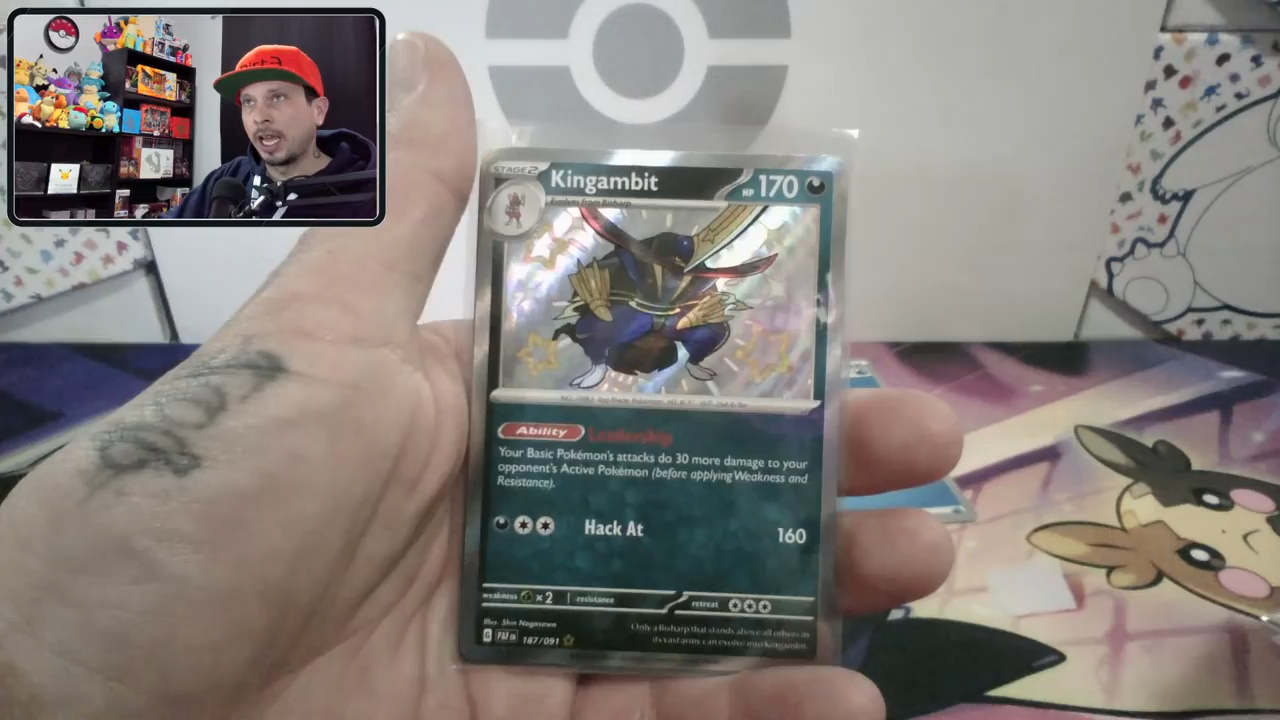 STAGE2
Kingambit
HP 170
Evolves from Bisharp
Ability Leadership
Your Basic Pokémon's attacks do 30 more damage to your
opponent's Active Pokémon (before applying Weakness and
Resistance).
Hack At 160
weakness ×2 resistance retreat
Illus. Shin Nagasawa
G PAF EN 187/091
Only a Bisharp that stands above all others in
its vast army can evolve into Kingambit.